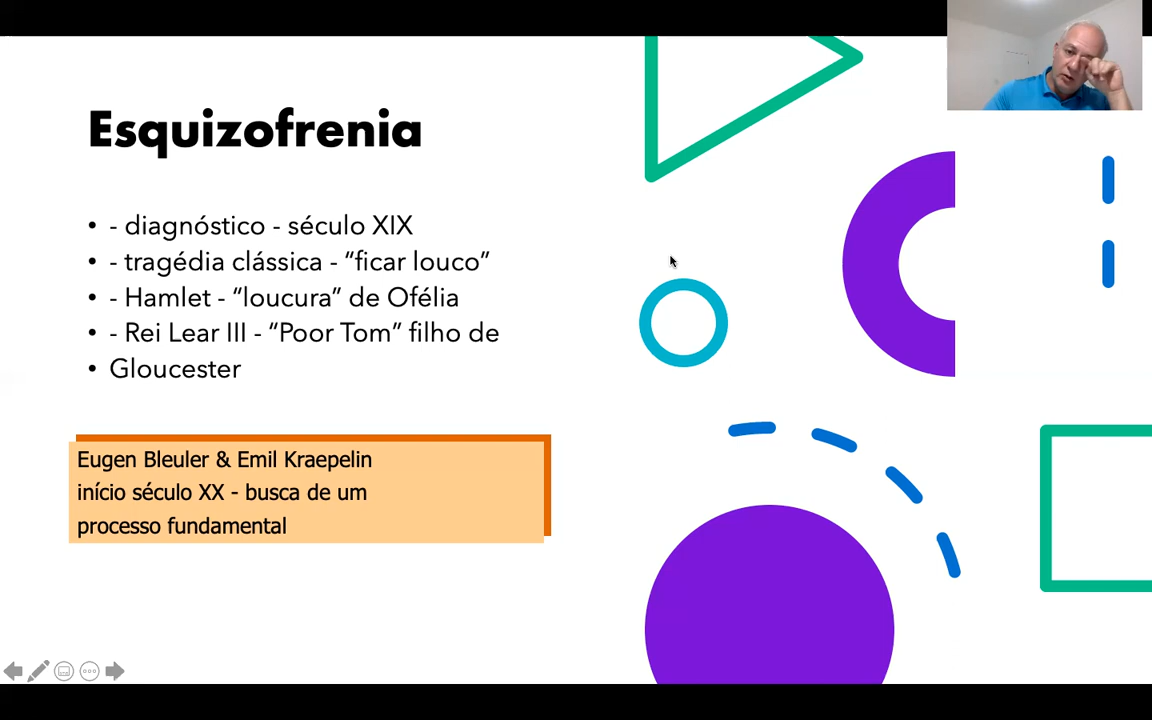 Esquizofrenia
• - diagnóstico - século XIX
• - tragédia clássica - “ficar louco”
• - Hamlet - “loucura” de Ofélia
• - Rei Lear III - “Poor Tom” filho de
• Gloucester
Eugen Bleuler & Emil Kraepelin
início século XX - busca de um
processo fundamental